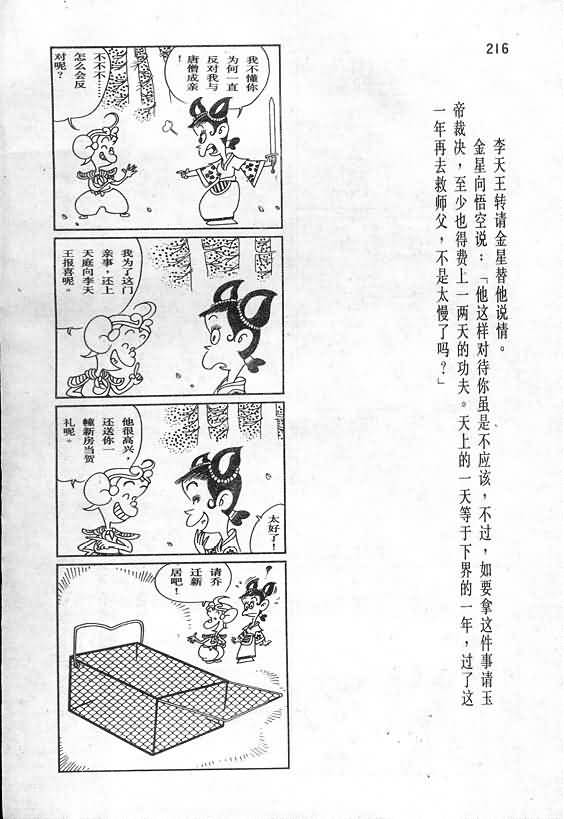 216
李天王转请金星替他说情。
金星向悟空说：「他这样对待你虽是不应该，不过，如要拿这件事请玉
帝裁决，至少也得费上一两天的功夫。天上的一天等于下界的一年，过了这
一年再去救师父，不是太慢了吗？」
我不懂你
为何一直
反对我与
唐僧成亲
！
不不不……
怎么会反
对呢？
我为了这门
亲事，还上
天庭向李天
王报喜呢。
他很高兴，
还送你一
幢新房当贺
礼呢。
太好了！
请乔
迁新
居吧！